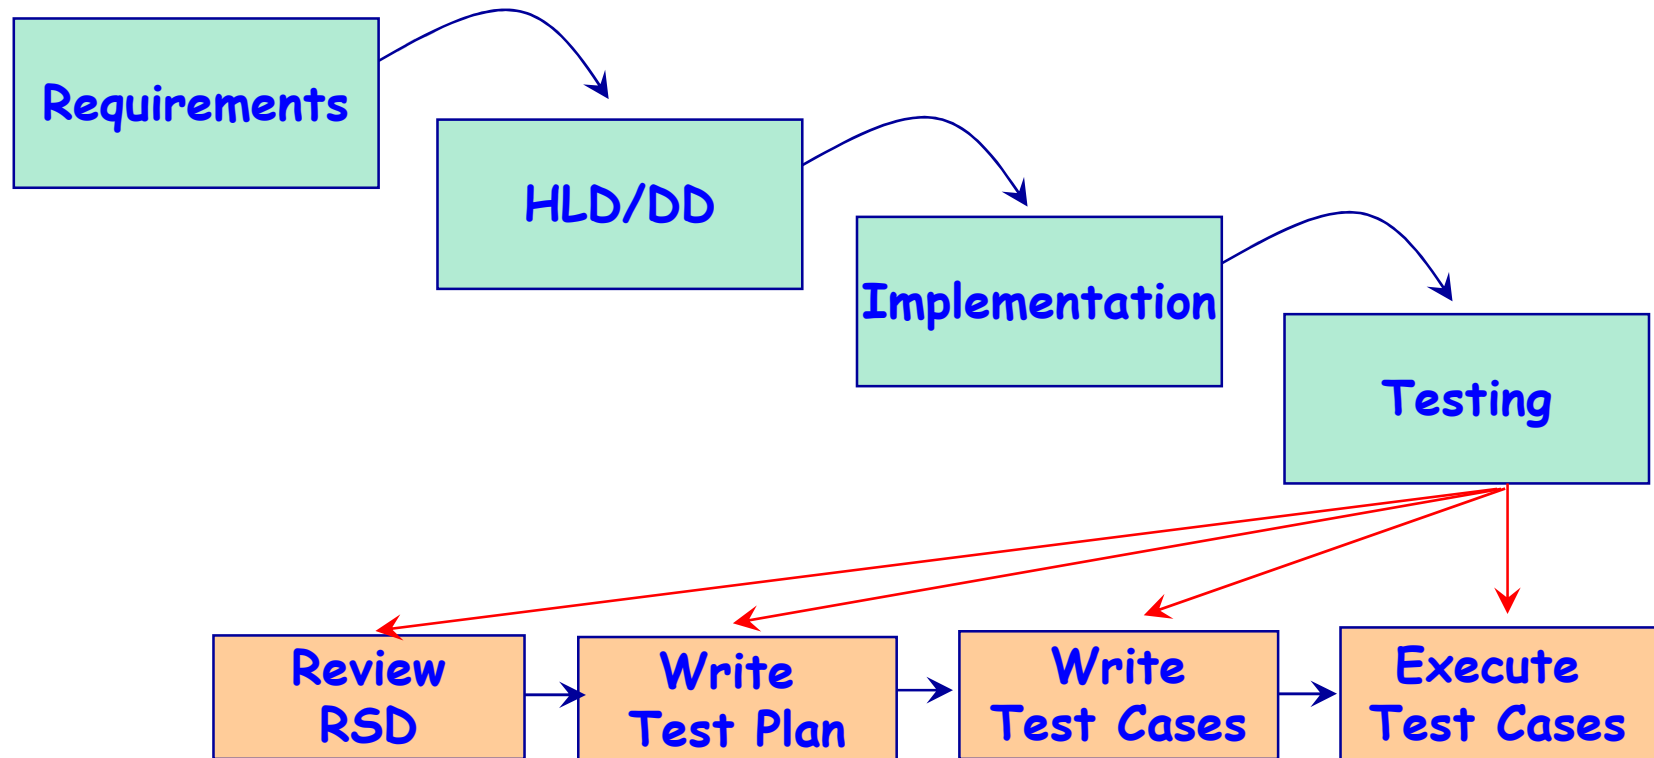 Requirements
HLD/DD
Implementation
Testing
Review
RSD
Write
Test Plan
Write
Test Cases
Execute
Test Cases